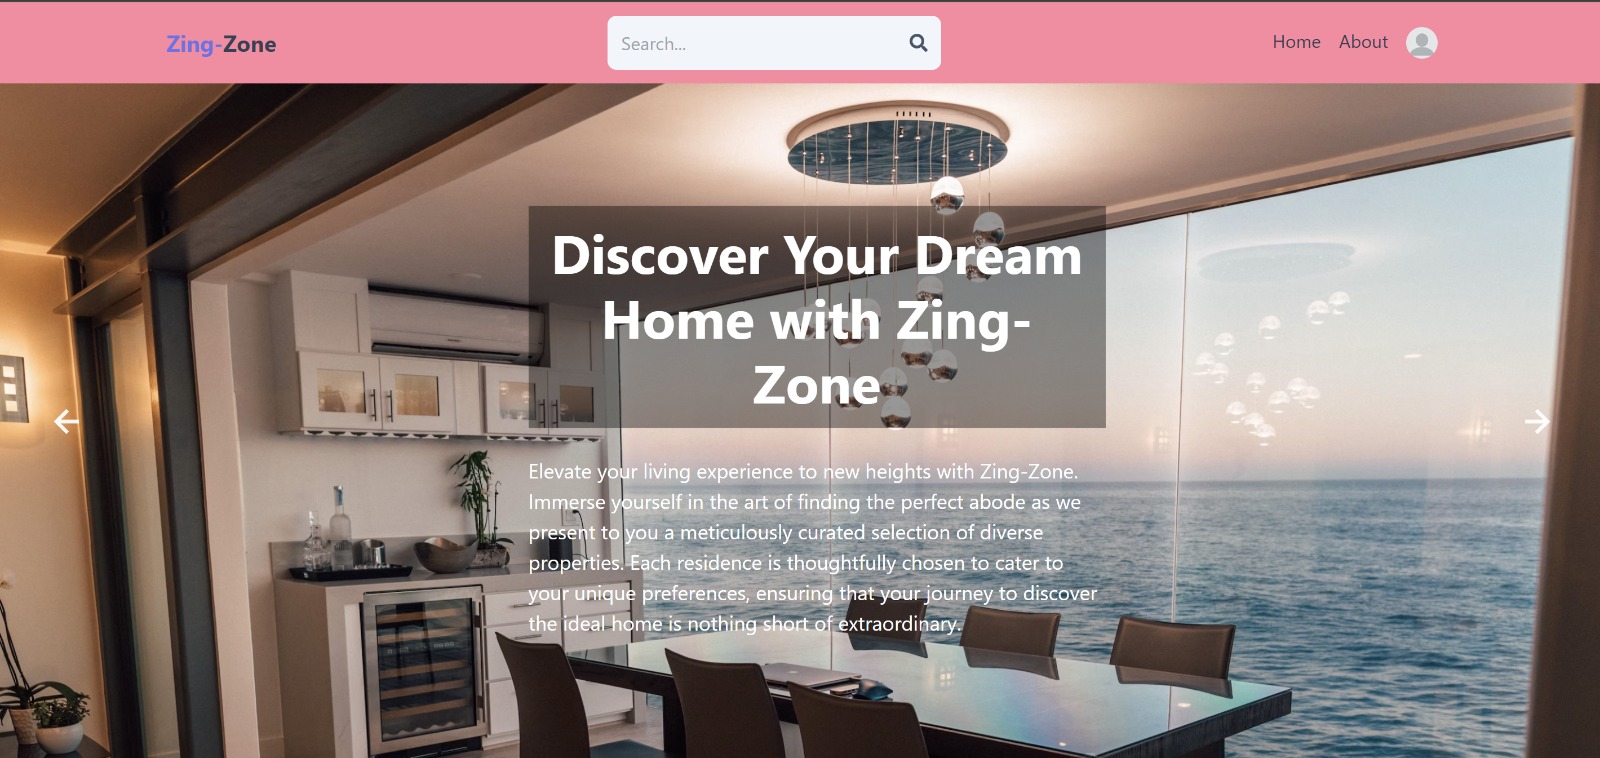 Zing-Zone
Search...
Home About
Discover Your Dream
Home with Zing-
Zone
Elevate your living experience to new heights with Zing-Zone.
Immerse yourself in the art of finding the perfect abode as we
present to you a meticulously curated selection of diverse
properties. Each residence is thoughtfully chosen to cater to
your unique preferences, ensuring that your journey to discover
the ideal home is nothing short of extraordinary.